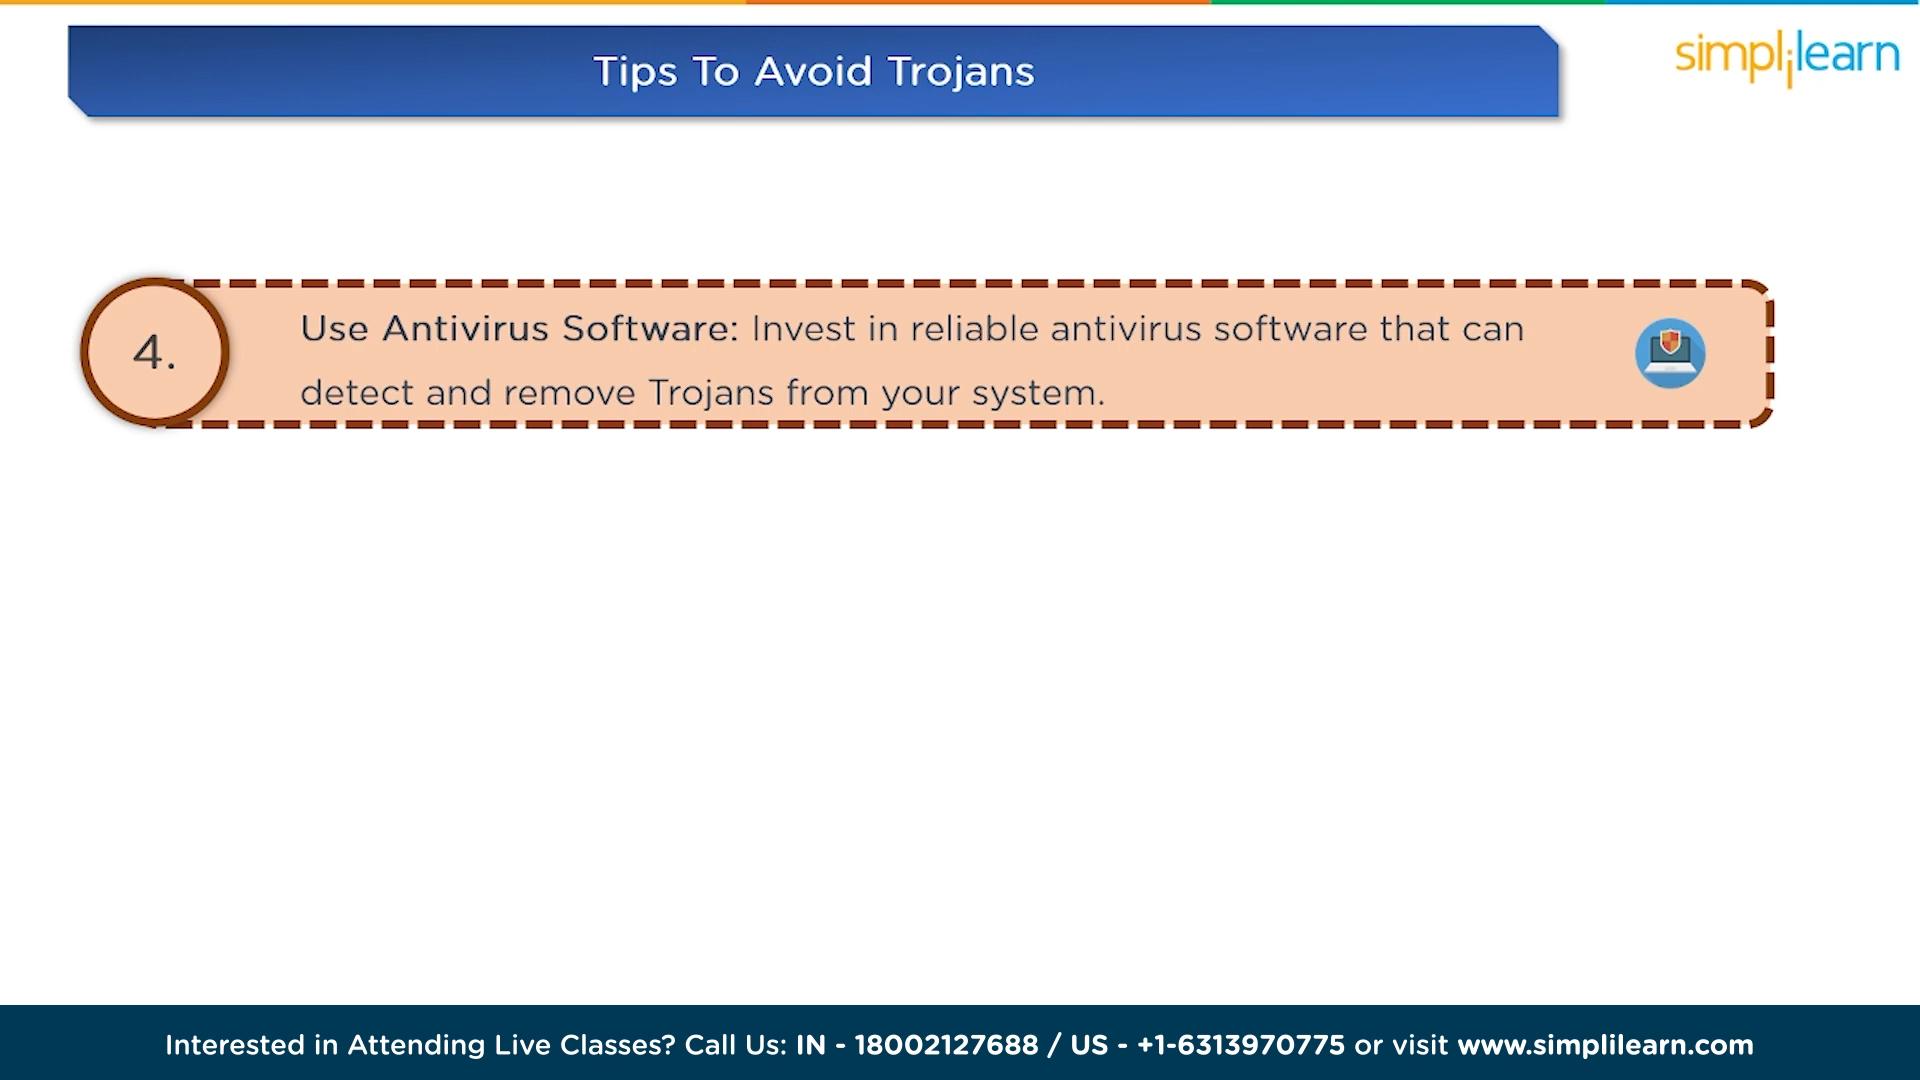 Tips To Avoid Trojans
simplilearn
4.
Use Antivirus Software: Invest in reliable antivirus software that can
detect and remove Trojans from your system.
Interested in Attending Live Classes? Call Us: IN - 18002127688 / US - +1-6313970775 or visit www.simplilearn.com